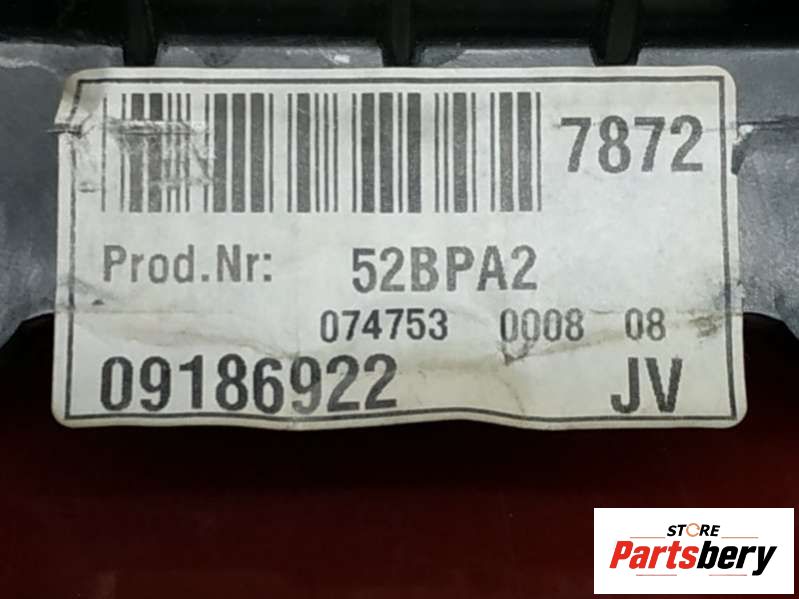 7872
Prod.Nr: 52BPA2
074753 0008 08
09186922 JV
STORE
Partsbery